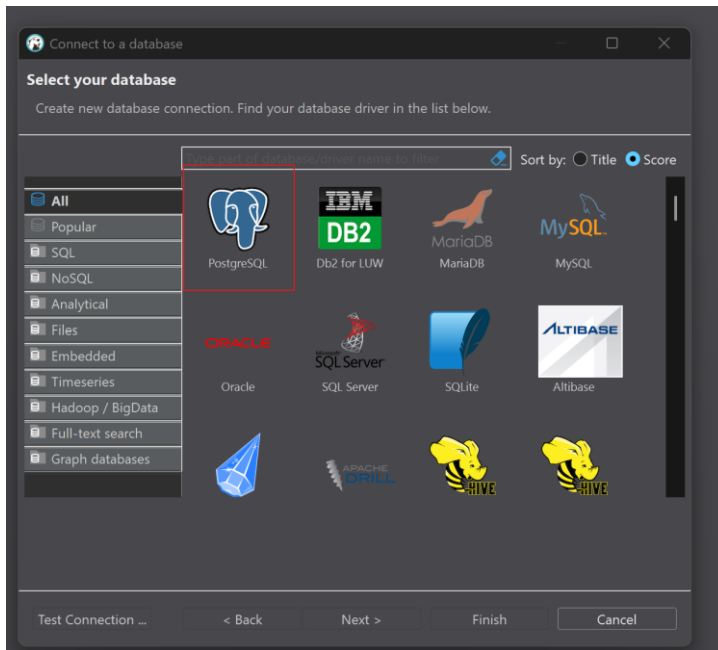 Connect to a database
Select your database
Create new database connection. Find your database driver in the list below.
Type part of database/driver name to filter
Sort by: Title Score
All
Popular
SQL
NoSQL
Analytical
Files
Embedded
Timeseries
Hadoop / BigData
Full-text search
Graph databases
IBM
DB2
MariaDB
MySQL
PostgreSQL
Db2 for LUW
MariaDB
MySQL
ORACLE
Microsoft
SQL Server
ALTIBASE
Oracle
SQL Server
SQLite
Altibase
APACHE
DRILL
HIVE
HIVE
Test Connection ...
< Back
Next >
Finish
Cancel